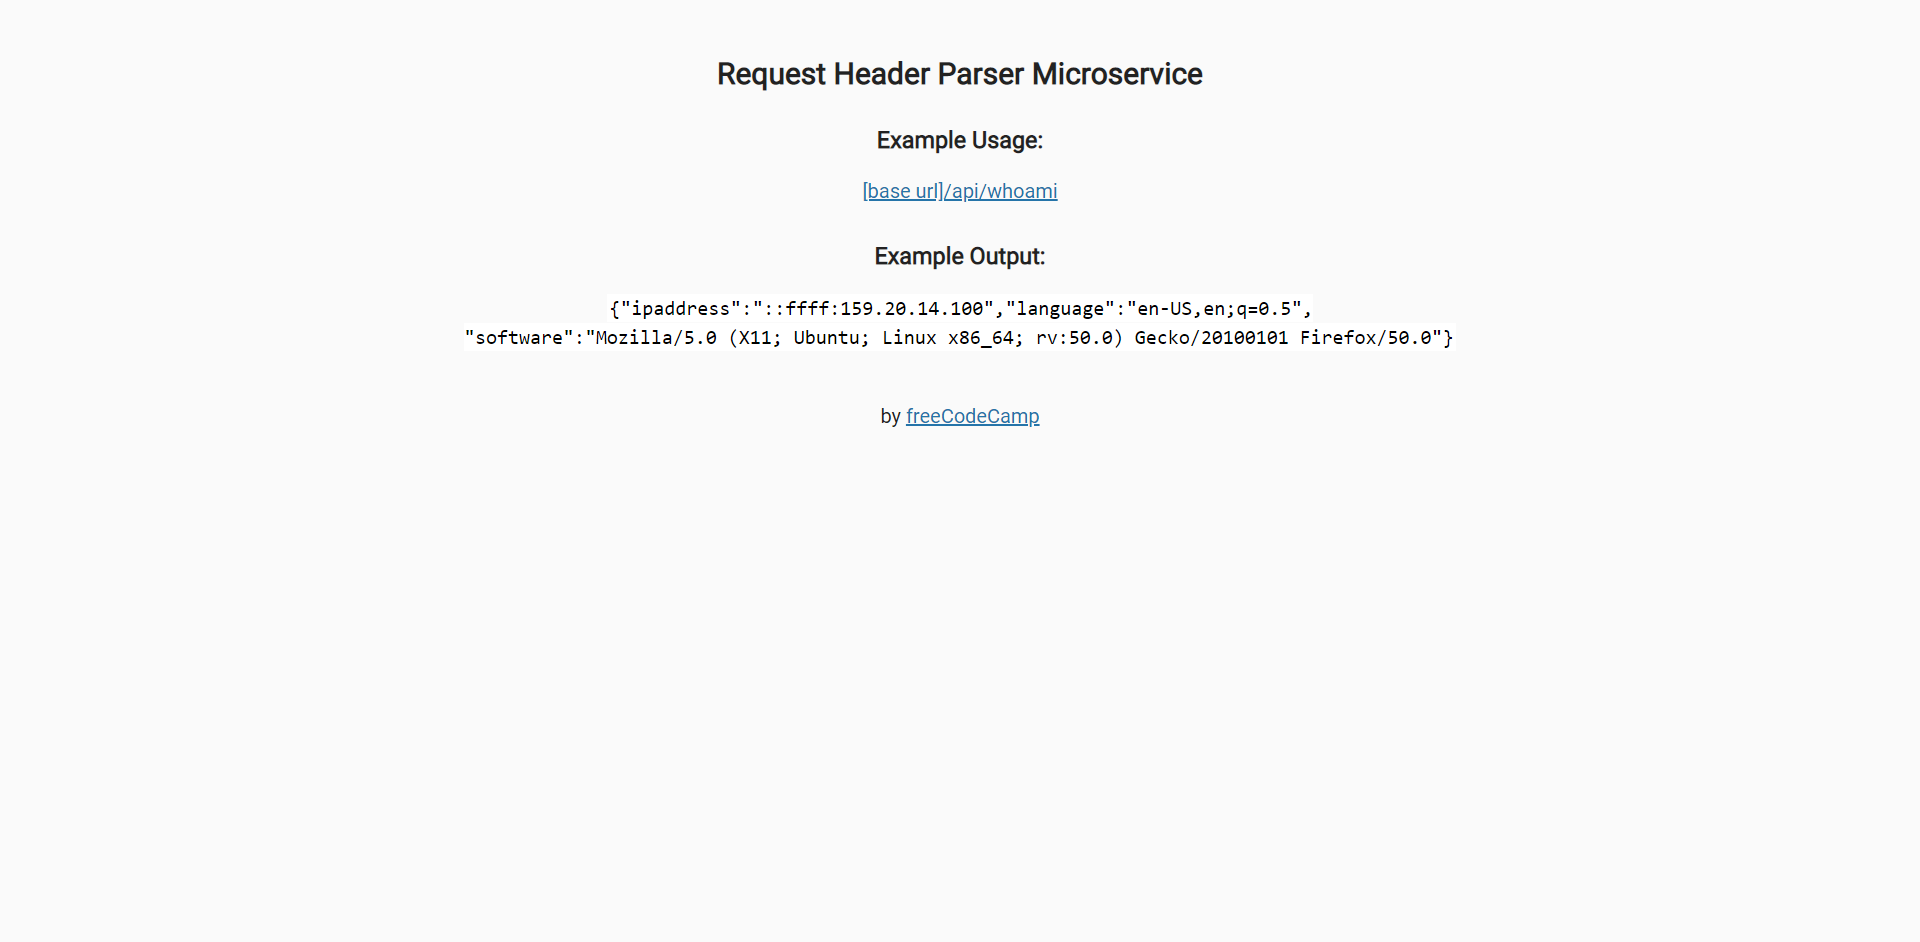 Request Header Parser Microservice
Example Usage:
[base url]/api/whoami
Example Output:
{"ipaddress":"::ffff:159.20.14.100","language":"en-US,en;q=0.5",
"software":"Mozilla/5.0 (X11; Ubuntu; Linux x86_64; rv:50.0) Gecko/20100101 Firefox/50.0"}
by freeCodeCamp